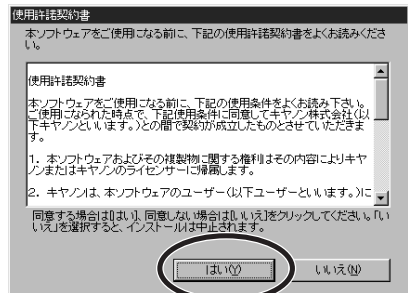 使用許諾契約書
本ソフトウェアをご使用になる前に、下記の使用許諾契約書をよくお読みくださ
い。
使用許諾契約書
本ソフトウェアをご使用になる前に、下記の使用条件をよくお読み下さい。
ご使用になられた時点で、下記使用条件に同意してキヤノン株式会社(以
下キヤノンといいます。)との間で契約が成立したものとさせていただきま
す。
1. 本ソフトウェアおよびその複製物に関する権利はその内容によりキヤ
ノンまたはキヤノンのライセンサーに帰属します。
2. キヤノンは、本ソフトウェアのユーザー(以下ユーザーといいます。)に
同意する場合は[はい]、同意しない場合は[いいえ]をクリックしてください。「い
いえ」を選択すると、インストールは中止されます。
はい(Y)
いいえ(N)